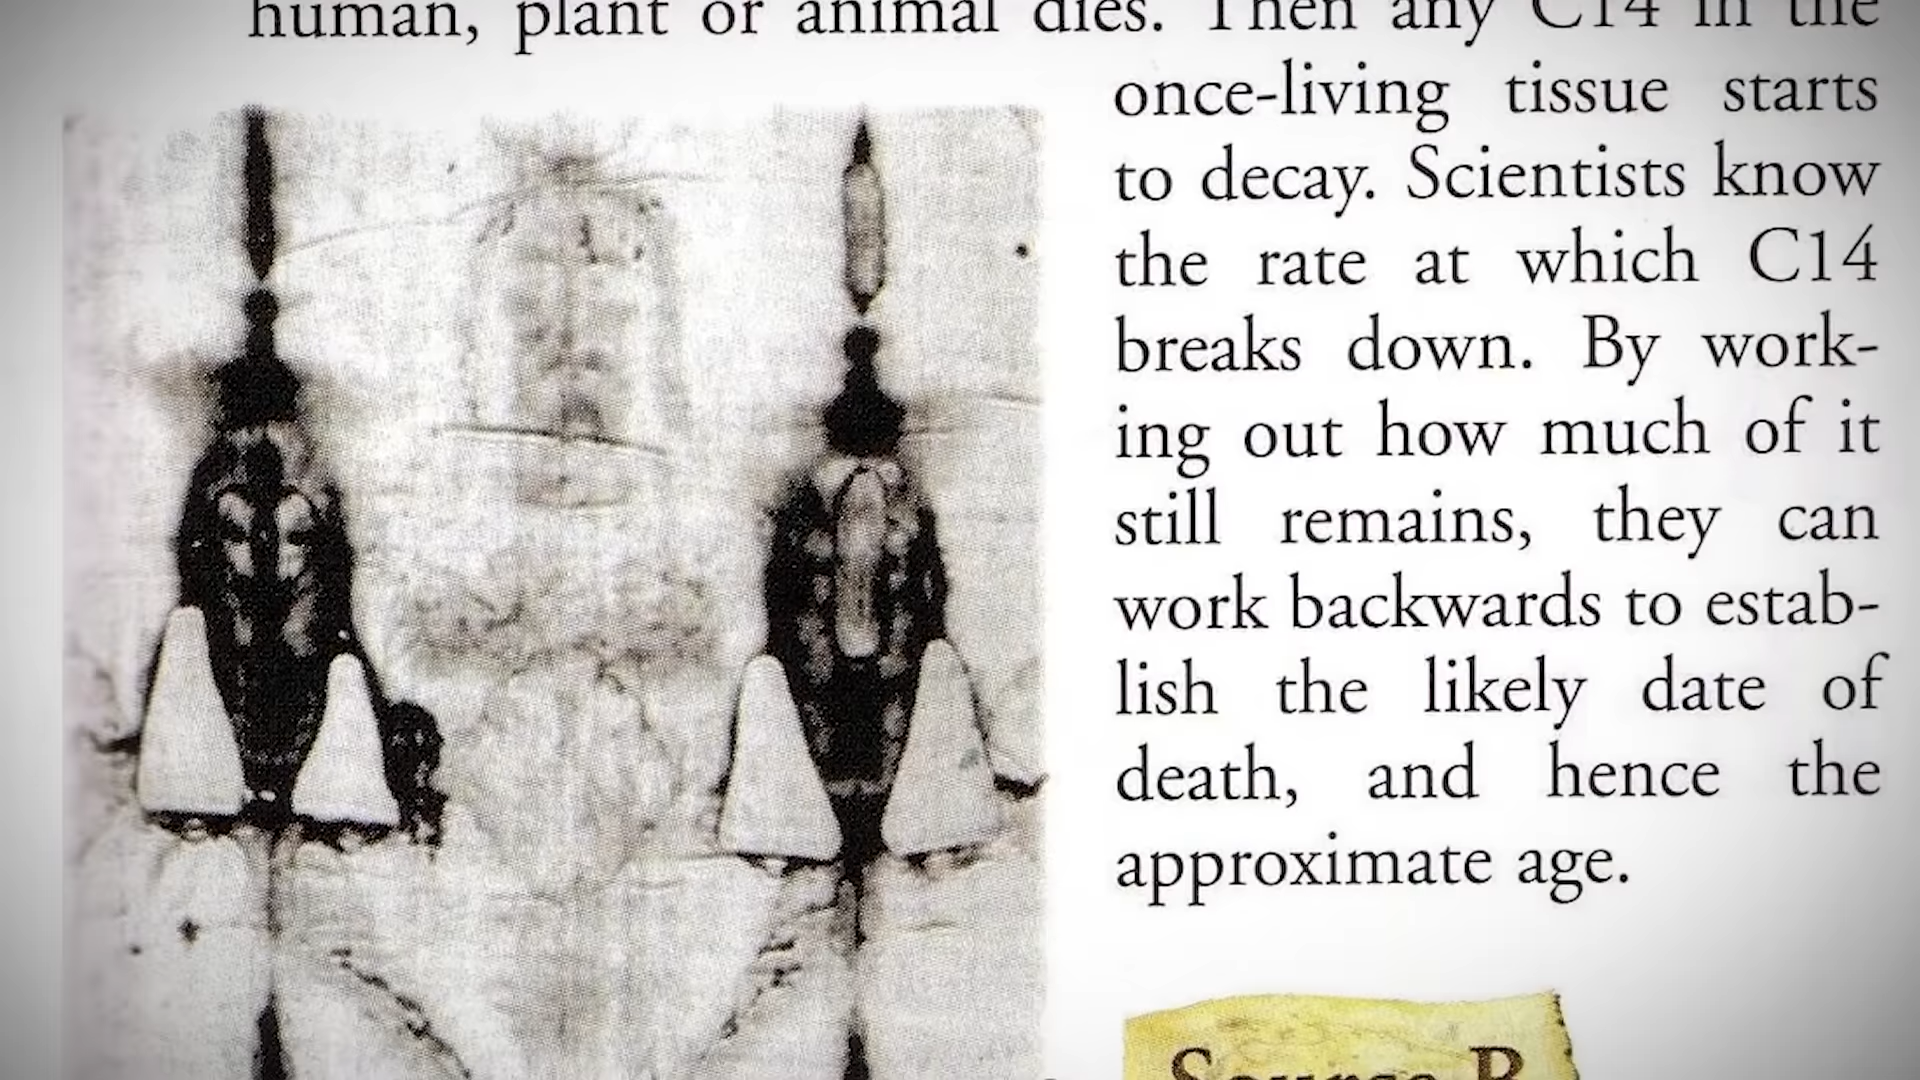 human, plant or animal dies. Then any C14 in the
once-living tissue starts
to decay. Scientists know
the rate at which C14
breaks down. By work-
ing out how much of it
still remains, they can
work backwards to estab-
lish the likely date of
death, and hence the
approximate age.
Source B